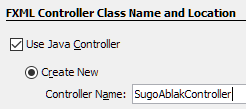 FXML Controller Class Name and Location
Use Java Controller
Create New
Controller Name: SugoAblakController